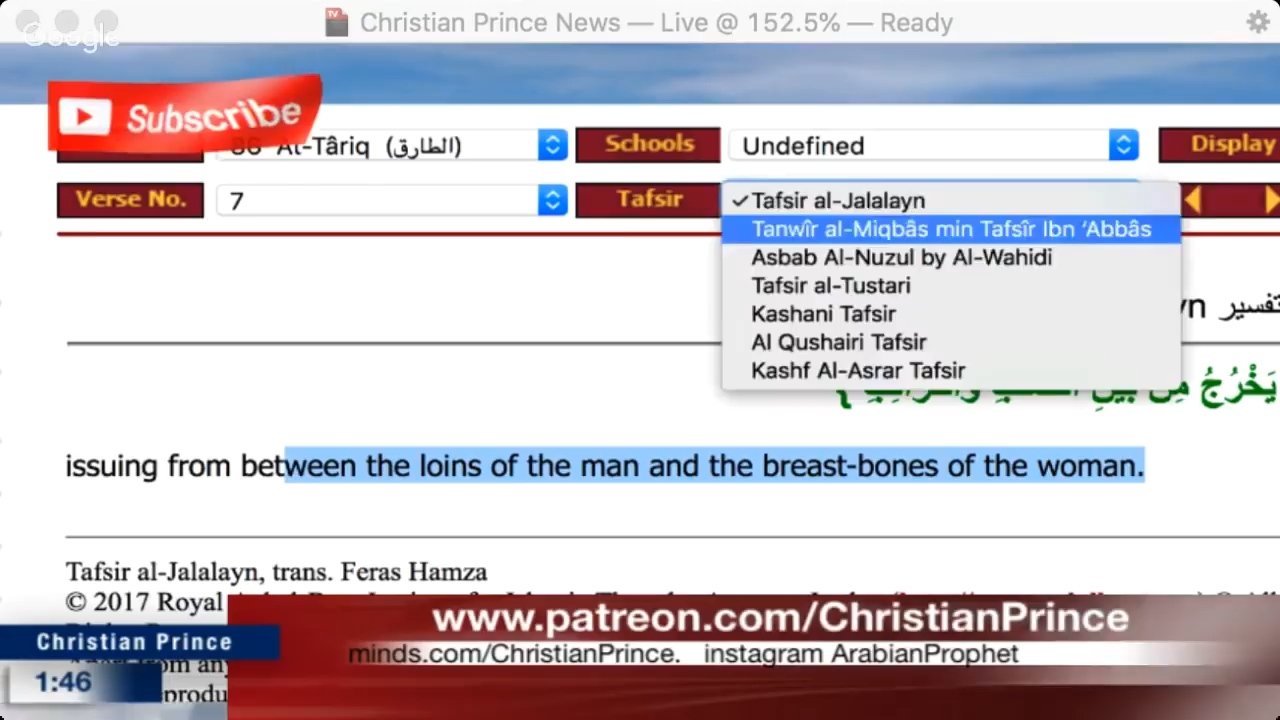 Christian Prince News — Live @ 152.5% — Ready
Google
Subscribe
86 At-Târiq (الطارق)
Schools
Undefined
Display
Verse No.
7
Tafsir
✓Tafsir al-Jalalayn
Tanwîr al-Miqbâs min Tafsîr Ibn ‘Abbâs
Asbab Al-Nuzul by Al-Wahidi
Tafsir al-Tustari
Kashani Tafsir
Al Qushairi Tafsir
Kashf Al-Asrar Tafsir
تفسير
يَخْرُجُ مِن بَيْنِ
issuing from between the loins of the man and the breast-bones of the woman.
Tafsir al-Jalalayn, trans. Feras Hamza
© 2017 Royal
www.patreon.com/ChristianPrince
Christian Prince
minds.com/ChristianPrince. instagram ArabianProphet
1:46